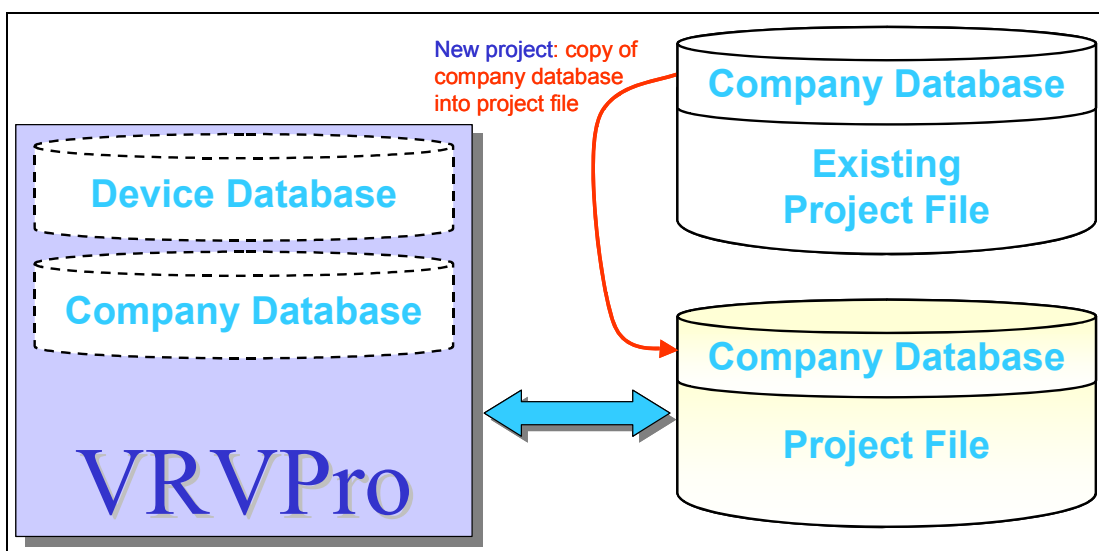 New project: copy of
company database
into project file
Company Database
Existing
Project File
Device Database
Company Database
VRVPro
Company Database
Project File